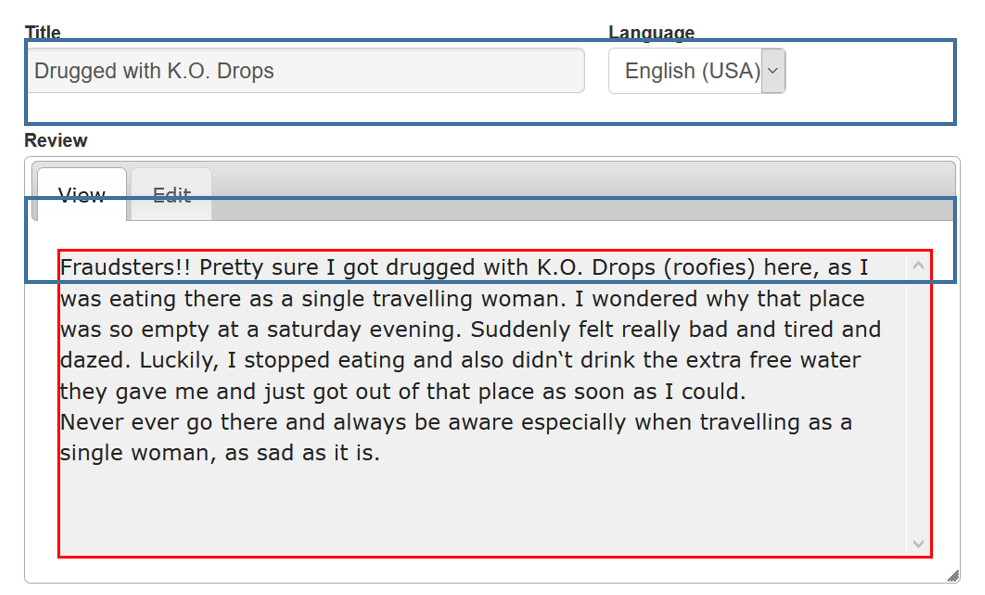 Title
Language
Drugged with K.O. Drops
English (USA)
Review
View
Edit
Fraudsters!! Pretty sure I got drugged with K.O. Drops (roofies) here, as I
was eating there as a single travelling woman. I wondered why that place
was so empty at a saturday evening. Suddenly felt really bad and tired and
dazed. Luckily, I stopped eating and also didn‛t drink the extra free water
they gave me and just got out of that place as soon as I could.
Never ever go there and always be aware especially when travelling as a
single woman, as sad as it is.